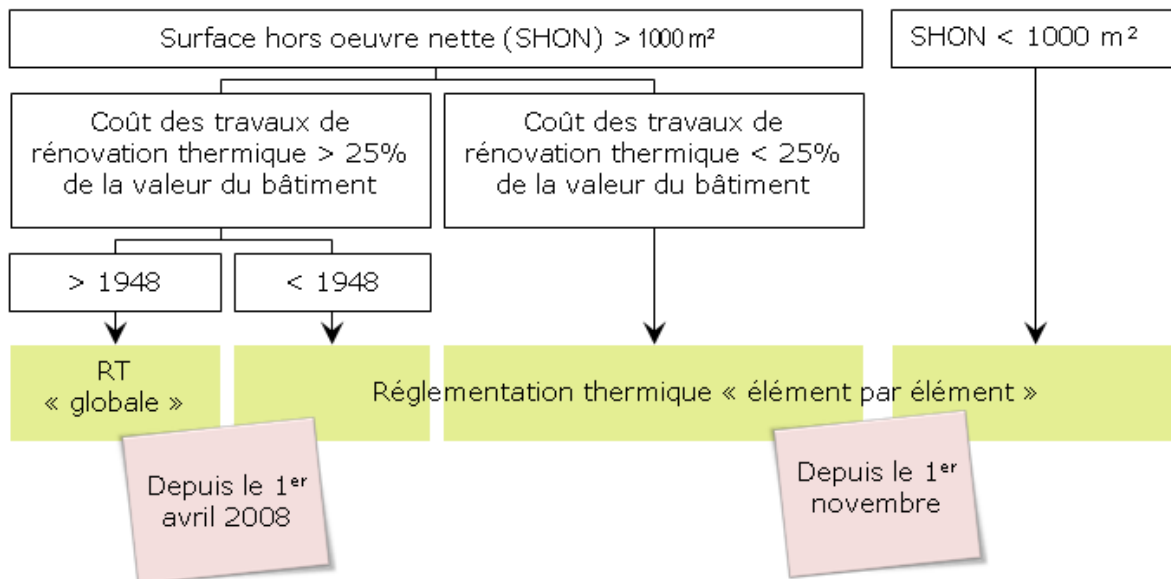 Surface hors oeuvre nette (SHON) > 1000 m²
SHON < 1000 m²
Coût des travaux de
rénovation thermique > 25%
de la valeur du bâtiment
Coût des travaux de
rénovation thermique < 25%
de la valeur du bâtiment
> 1948
< 1948
RT
« globale »
Réglementation thermique « élément par élément »
Depuis le 1er
avril 2008
Depuis le 1er
novembre